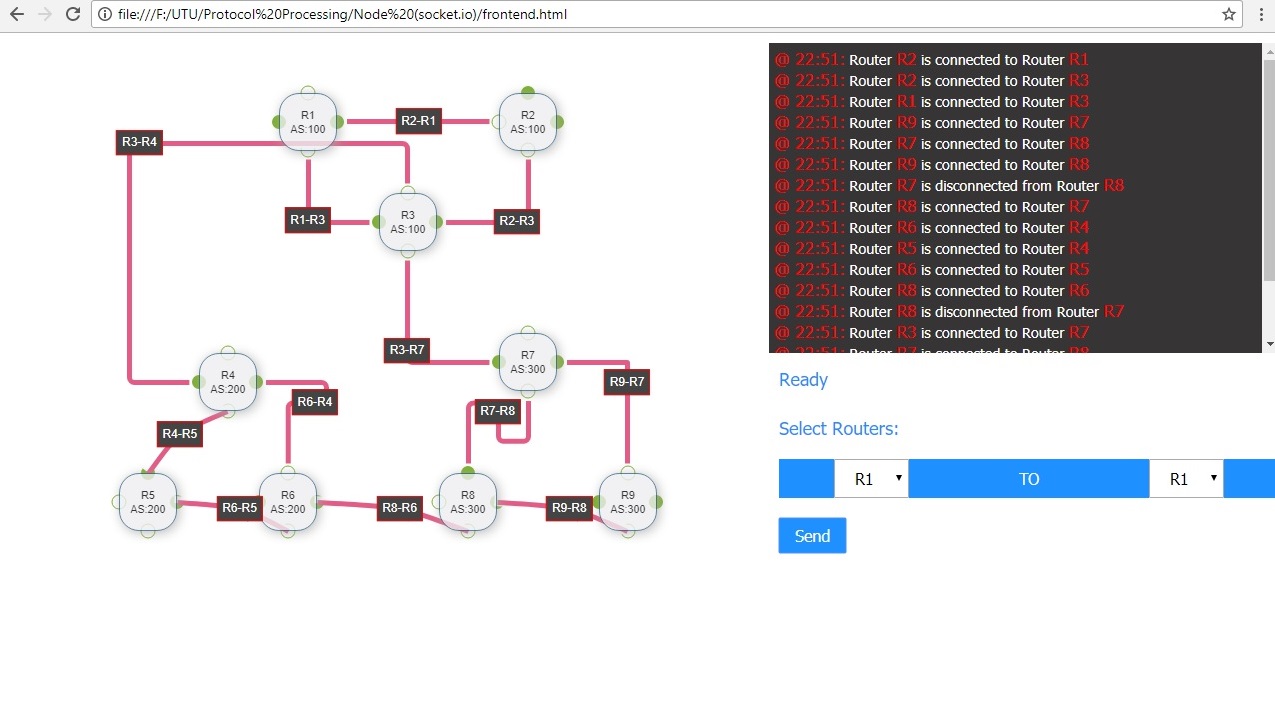 file:///F:/UTU/Protocol%20Processing/Node%20(socket.io)/frontend.html
R1
AS:100
R2-R1
R2
AS:100
R3-R4
R1-R3
R3
AS:100
R2-R3
R3-R7
R7
AS:300
R4
AS:200
R9-R7
R6-R4
R7-R8
R4-R5
R5
AS:200
R6-R5
R6
AS:200
R8-R6
R8
AS:300
R9-R8
R9
AS:300
@ 22:51: Router R2 is connected to Router R1
@ 22:51: Router R2 is connected to Router R3
@ 22:51: Router R1 is connected to Router R3
@ 22:51: Router R9 is connected to Router R7
@ 22:51: Router R7 is connected to Router R8
@ 22:51: Router R9 is connected to Router R8
@ 22:51: Router R7 is disconnected from Router R8
@ 22:51: Router R8 is connected to Router R7
@ 22:51: Router R6 is connected to Router R4
@ 22:51: Router R5 is connected to Router R4
@ 22:51: Router R6 is connected to Router R5
@ 22:51: Router R8 is connected to Router R6
@ 22:51: Router R8 is disconnected from Router R7
@ 22:51: Router R3 is connected to Router R7
@ 22:51: Router R7 is connected to Router R8
Ready
Select Routers:
R1 TO R1
Send